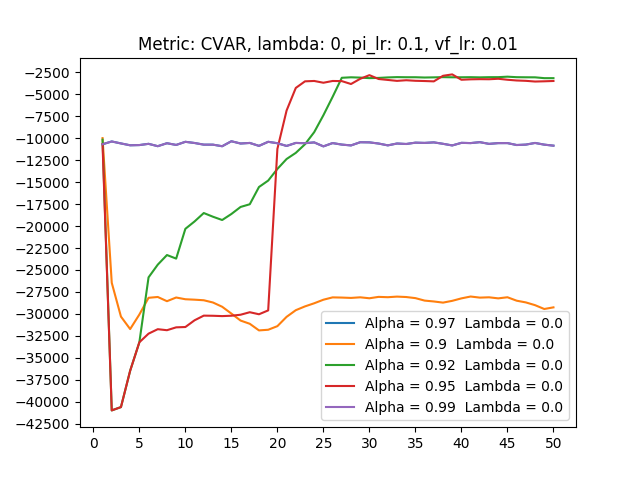 Metric: CVAR, lambda: 0, pi_lr: 0.1, vf_lr: 0.01
−2500
−5000
−7500
−10000
−12500
−15000
−17500
−20000
−22500
−25000
−27500
−30000
−32500
−35000
−37500
−40000
−42500
Alpha = 0.97 Lambda = 0.0
Alpha = 0.9 Lambda = 0.0
Alpha = 0.92 Lambda = 0.0
Alpha = 0.95 Lambda = 0.0
Alpha = 0.99 Lambda = 0.0
0 5 10 15 20 25 30 35 40 45 50